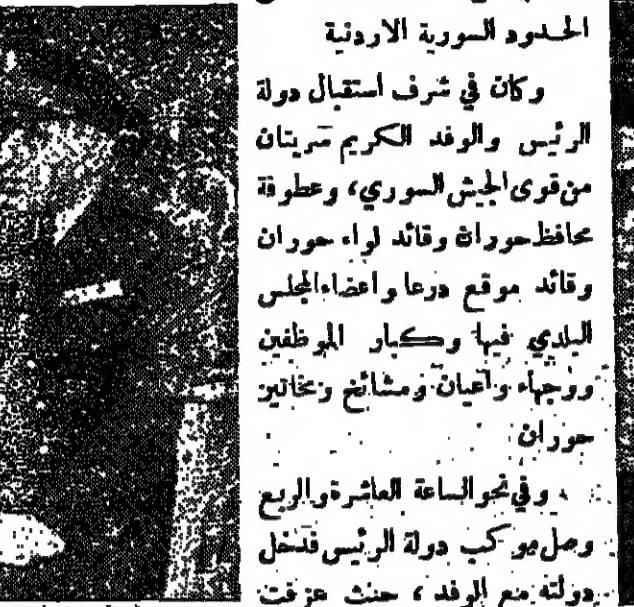 الحدود السورية الاردنية
وكان في شرف استقبال دولة
الرئيس والوفد الكريم سريتان
من قوى الجيش السوري، وعطوفة
محافظ حوران وقائد لواء حوران
وقائد موقع درعا واعضاء المجلس
البلدي فيها وكبار الموظفين
ووجهاء وأعيان ومشائخ ومخاتير
حوران
وفي نحو الساعة العاشرة والربع
وصل موكب دولة الرئيس فدخل
دولته مع الوفد، حيث عزفت